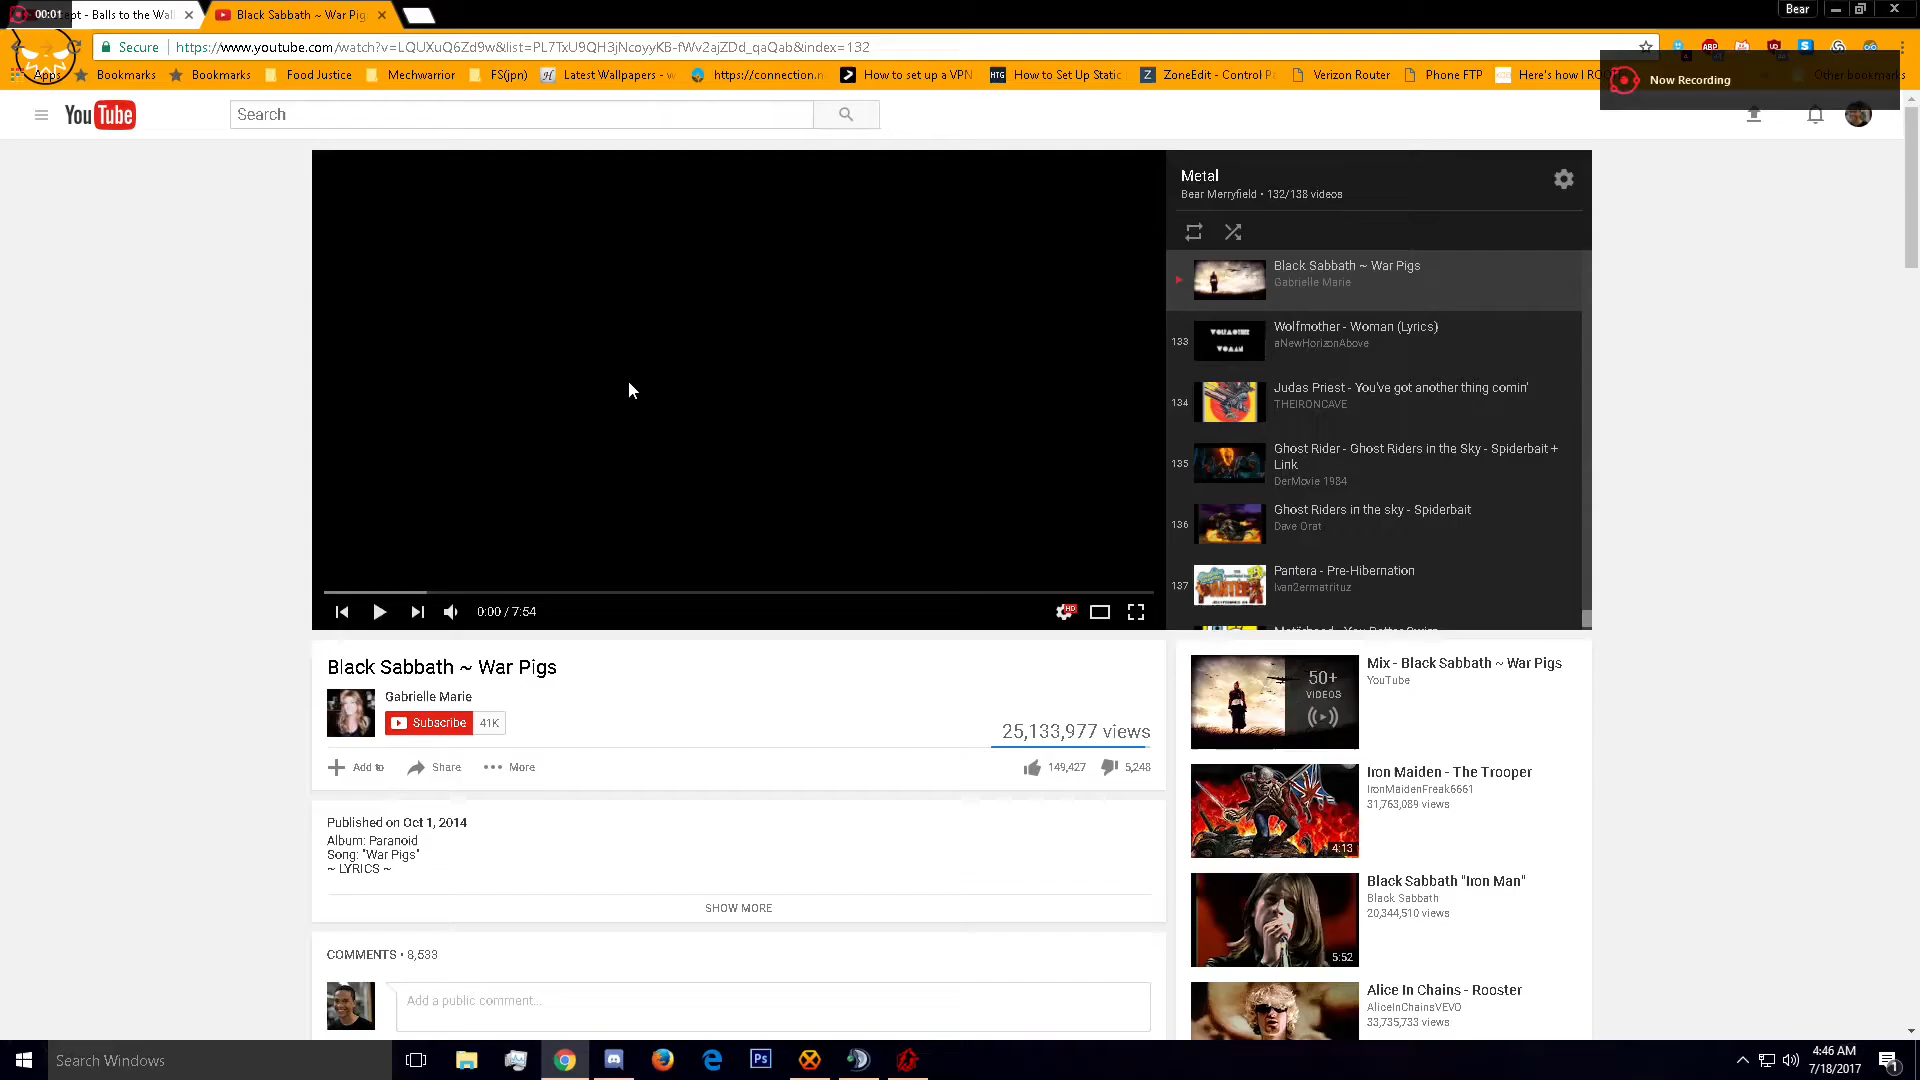 00:01
ept - Balls to the Wal
Black Sabbath ~ War Pig
Bear
Secure
https://www.youtube.com/watch?v=LQUXuQ6Zd9w&list=PL7TxU9QH3jNcoyyKB-fWv2ajZDd_qaQab&index=132
Apps
Bookmarks
Bookmarks
Food Justice
Mechwarrior
FS(jpn)
Latest Wallpapers - w
https://connection.n
How to set up a VPN
How to Set Up Static
ZoneEdit - Control P
Verizon Router
Phone FTP
Here's how I ROO
Other bookmarks
Now Recording
YouTube
Search
Metal
Bear Merryfield • 132/138 videos
Black Sabbath ~ War Pigs
Gabrielle Marie
133
Wolfmother - Woman (Lyrics)
aNewHorizonAbove
134
Judas Priest - You've got another thing comin'
THEIRONCAVE
135
Ghost Rider - Ghost Riders in the Sky - Spiderbait +
Link
DerMovie 1984
136
Ghost Riders in the sky - Spiderbait
Dave Orat
137
Pantera - Pre-Hibernation
Ivan2ermatrituz
0:00 / 7:54
HD
Black Sabbath ~ War Pigs
Gabrielle Marie
Subscribe
41K
25,133,977 views
Add to
Share
More
149,427
5,248
Published on Oct 1, 2014
Album: Paranoid
Song: "War Pigs"
~ LYRICS ~
SHOW MORE
COMMENTS • 8,533
Add a public comment...
50+
VIDEOS
Mix - Black Sabbath ~ War Pigs
YouTube
Iron Maiden - The Trooper
IronMaidenFreak6661
31,763,089 views
4:13
Black Sabbath "Iron Man"
Black Sabbath
20,344,510 views
5:52
Alice In Chains - Rooster
AliceInChainsVEVO
33,735,733 views
Search Windows
4:46 AM
7/18/2017